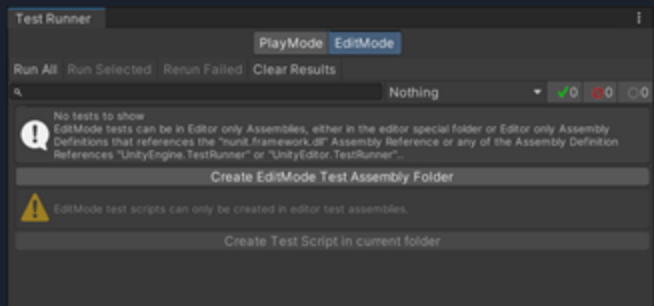 Test Runner
PlayMode EditMode
Run All Run Selected Rerun Failed Clear Results
Nothing 0 0 0
No tests to show
EditMode tests can be in Editor only Assemblies, either in the editor special folder or Editor only Assembly
Definitions that references the "nunit.framework.dll" Assembly Reference or any of the Assembly Definition
References "UnityEngine.TestRunner" or "UnityEditor.TestRunner"..
Create EditMode Test Assembly Folder
EditMode test scripts can only be created in editor test assemblies.
Create Test Script in current folder